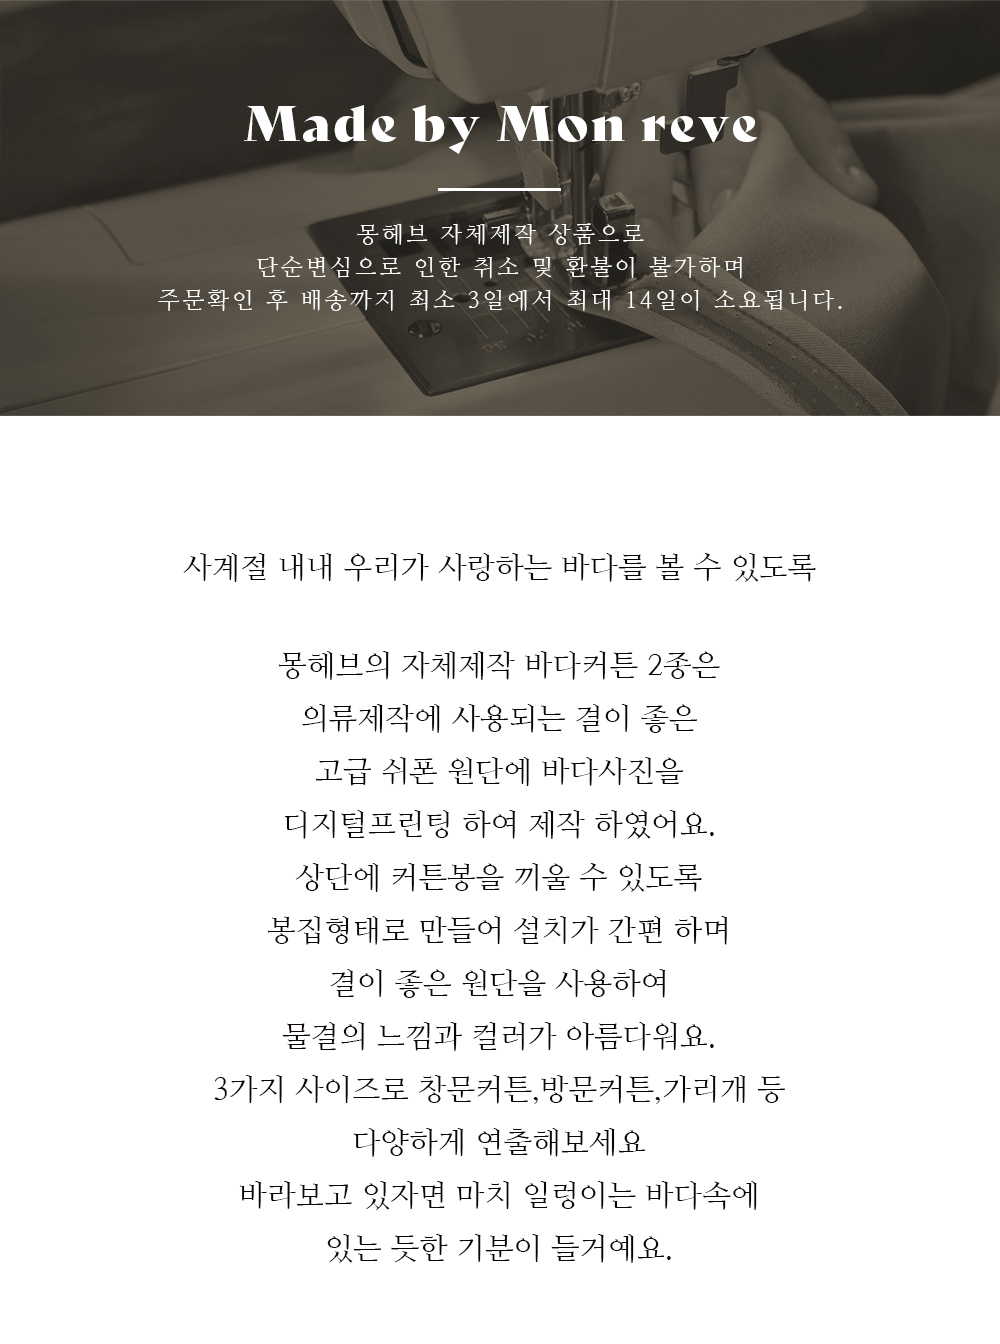 Made by Mon reve
몽헤브 자체제작 상품으로
단순변심으로 인한 취소 및 환불이 불가하며
주문확인 후 배송까지 최소 3일에서 최대 14일이 소요됩니다.
사계절 내내 우리가 사랑하는 바다를 볼 수 있도록
몽헤브의 자체제작 바다커튼 2종은
의류제작에 사용되는 결이 좋은
고급 쉬폰 원단에 바다사진을
디지털프린팅 하여 제작 하였어요.
상단에 커튼봉을 끼울 수 있도록
봉집형태로 만들어 설치가 간편 하며
결이 좋은 원단을 사용하여
물결의 느낌과 컬러가 아름다워요.
3가지 사이즈로 창문커튼,방문커튼,가리개 등
다양하게 연출해보세요
바라보고 있자면 마치 일렁이는 바다속에
있는 듯한 기분이 들거예요.